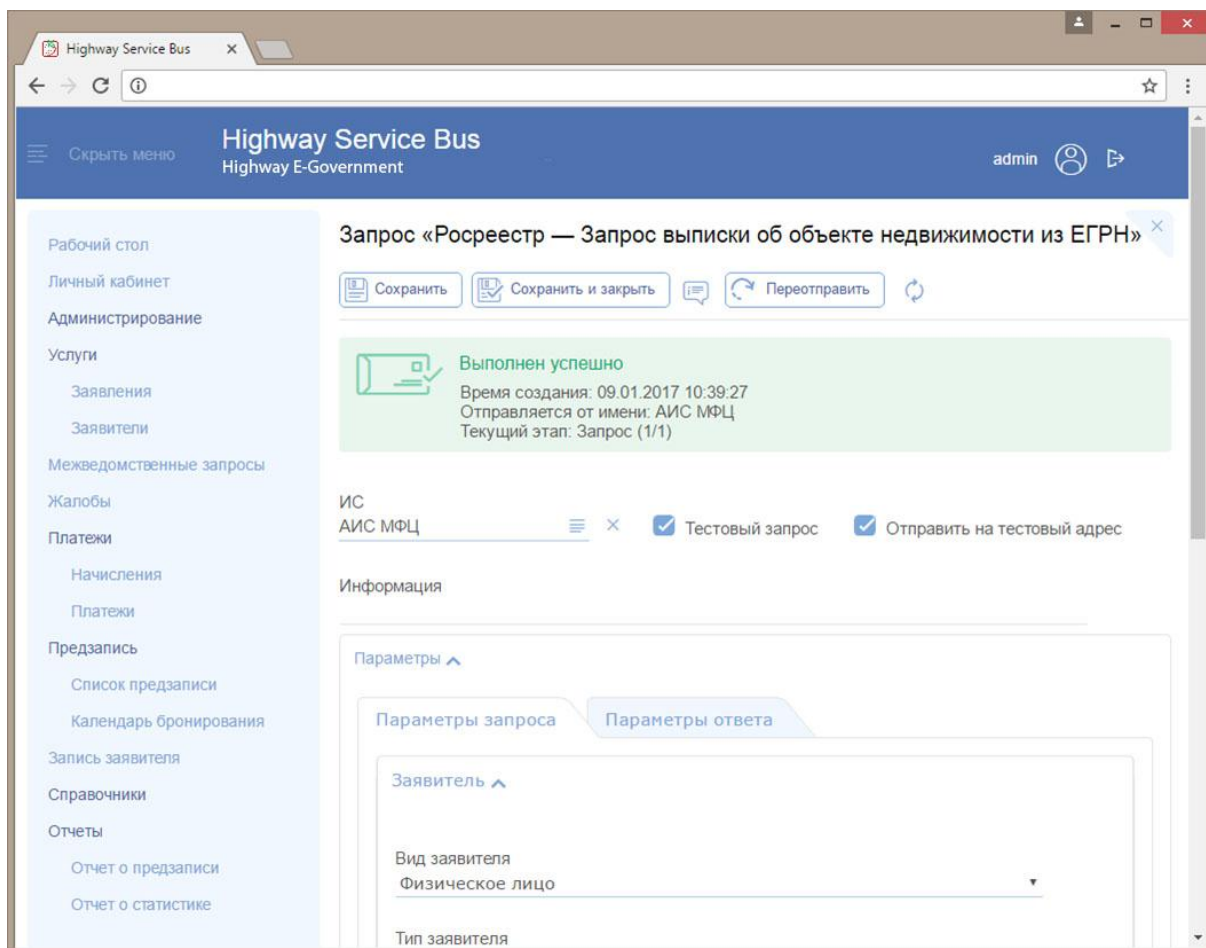 Highway Service Bus
Скрыть меню
Highway Service Bus
Highway E-Government
admin
Рабочий стол
Личный кабинет
Администрирование
Услуги
Заявления
Заявители
Межведомственные запросы
Жалобы
Платежи
Начисления
Платежи
Предзапись
Список предзаписи
Календарь бронирования
Запись заявителя
Справочники
Отчеты
Отчет о предзаписи
Отчет о статистике
Запрос «Росреестр — Запрос выписки об объекте недвижимости из ЕГРН»
Сохранить
Сохранить и закрыть
Переотправить
Выполнен успешно
Время создания: 09.01.2017 10:39:27
Отправляется от имени: АИС МФЦ
Текущий этап: Запрос (1/1)
ИС
АИС МФЦ
Тестовый запрос
Отправить на тестовый адрес
Информация
Параметры
Параметры запроса
Параметры ответа
Заявитель
Вид заявителя
Физическое лицо
Тип заявителя